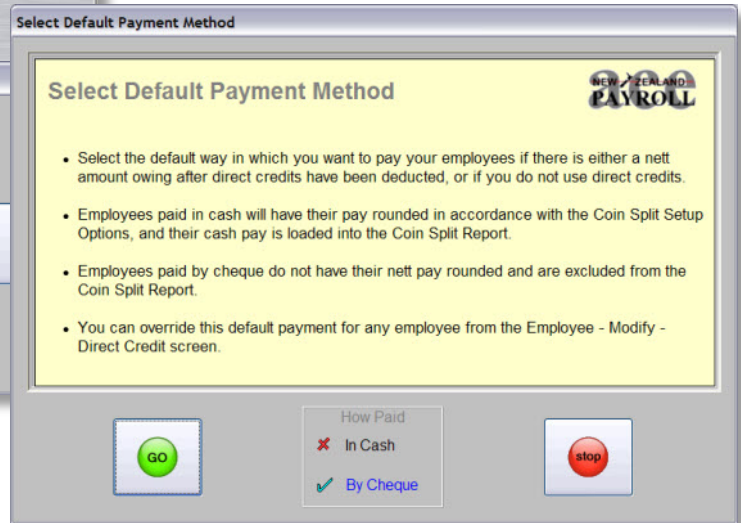 Select Default Payment Method
Select Default Payment Method
ace
NEW ZEALAND
PAYROLL
• Select the default way in which you want to pay your employees if there is either a nett
amount owing after direct credits have been deducted, or if you do not use direct credits.
• Employees paid in cash will have their pay rounded in accordance with the Coin Split Setup
Options, and their cash pay is loaded into the Coin Split Report.
• Employees paid by cheque do not have their nett pay rounded and are excluded from the
Coin Split Report.
• You can override this default payment for any employee from the Employee - Modify -
Direct Credit screen.
GO
How Paid
In Cash
By Cheque
stop